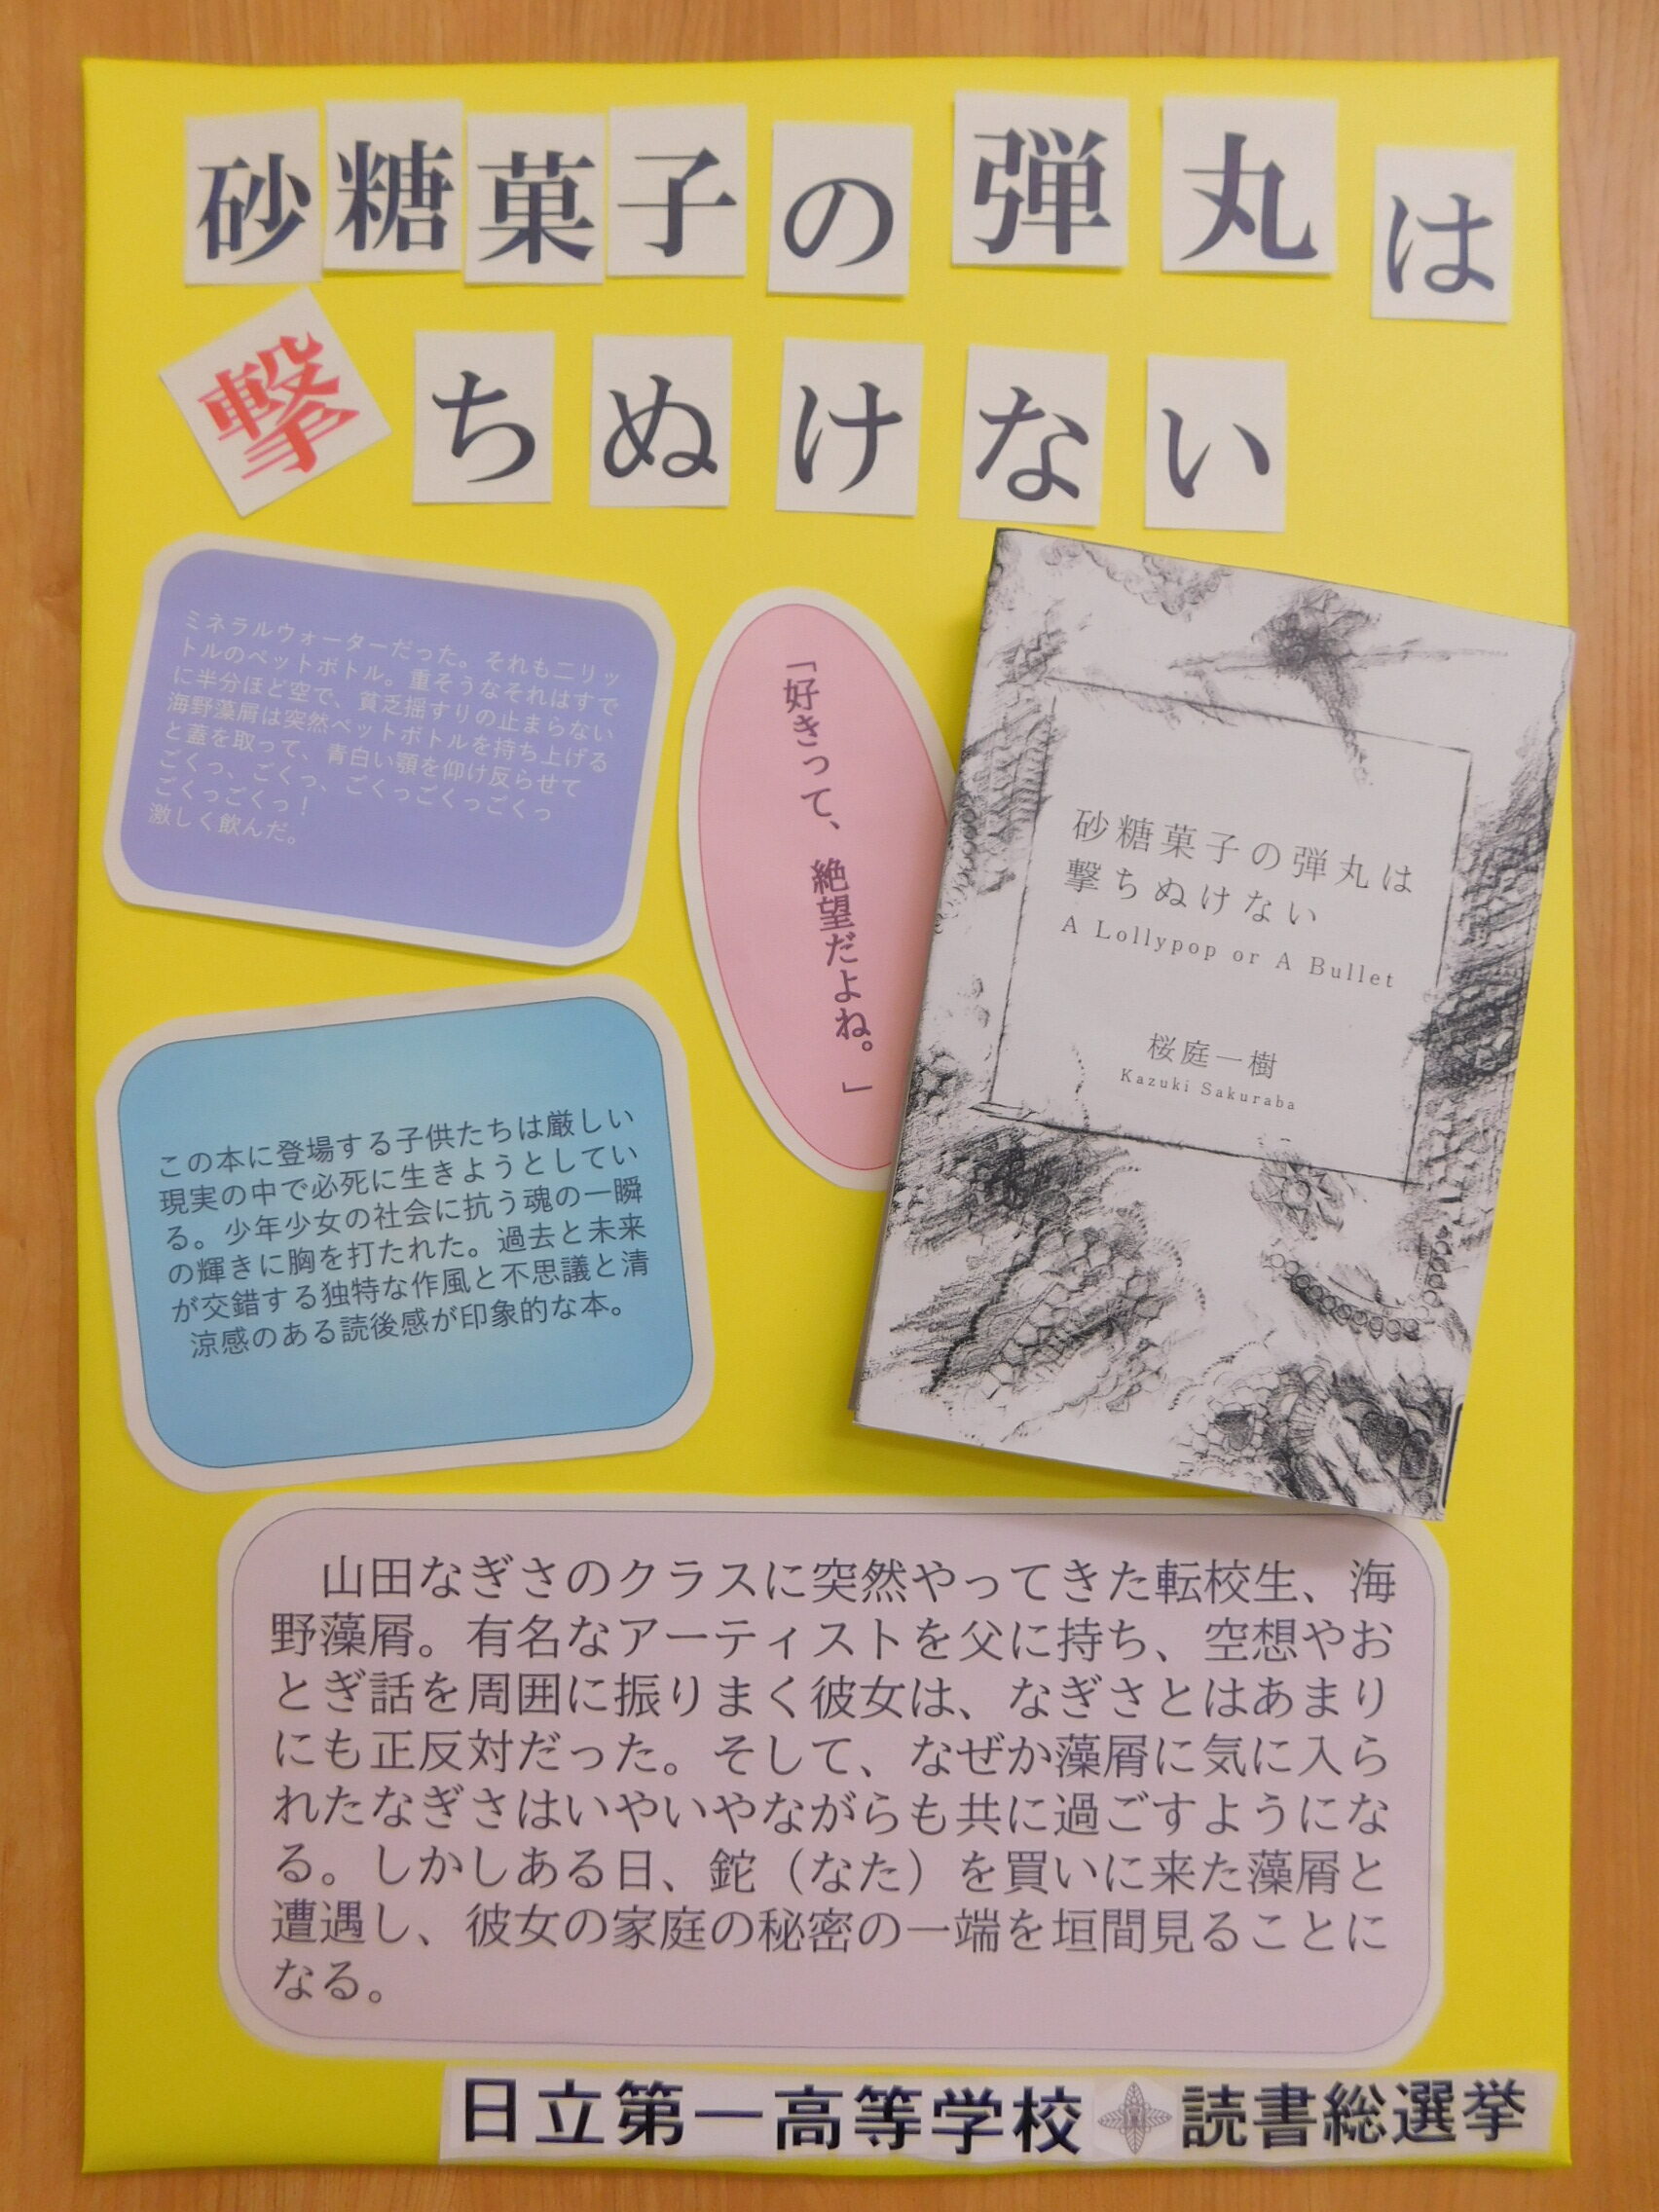 砂糖菓子の弾丸は
撃ちぬけない
ミネラルウォーターだった。それも二リッ
トルのペットボトル。重そうなそれはすで
に半分ほど空で、貧乏揺すりの止まらない
海野藻屑は突然ペットボトルを持ち上げる
と蓋を取って、青白い顎を仰け反らせて
ごくっ、ごくっ、ごくっごくっごくっ
ごくっごくっ！
激しく飲んだ。
「好きって、絶望だよね。」
砂糖菓子の弾丸は
撃ちぬけない
A Lollypop or A Bullet
桜庭一樹
Kazuki Sakuraba
この本に登場する子供たちは厳しい
現実の中で必死に生きようとしてい
る。少年少女の社会に抗う魂の一瞬
の輝きに胸を打たれた。過去と未来
が交錯する独特な作風と不思議と清
涼感のある読後感が印象的な本。
山田なぎさのクラスに突然やってきた転校生、海
野藻屑。有名なアーティストを父に持ち、空想やお
とぎ話を周囲に振りまく彼女は、なぎさとはあまり
にも正反対だった。そして、なぜか藻屑に気に入ら
れたなぎさはいやいやながらも共に過ごすようにな
る。しかしある日、鉈（なた）を買いに来た藻屑と
遭遇し、彼女の家庭の秘密の一端を垣間見ることに
なる。
日立第一高等学校 読書総選挙